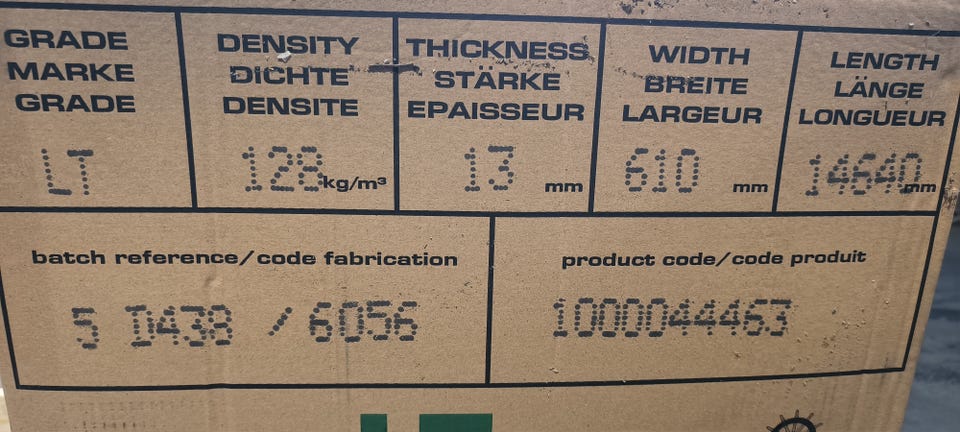 GRADE
MARKE
GRADE
LT
DENSITY
DICHTE
DENSITE
128 kg/m³
THICKNESS
STÄRKE
EPAISSEUR
13 mm
WIDTH
BREITE
LARGEUR
610 mm
LENGTH
LÄNGE
LONGUEUR
14640 mm
batch reference/code fabrication
5 D438 / 6056
product code/code produit
1000044463